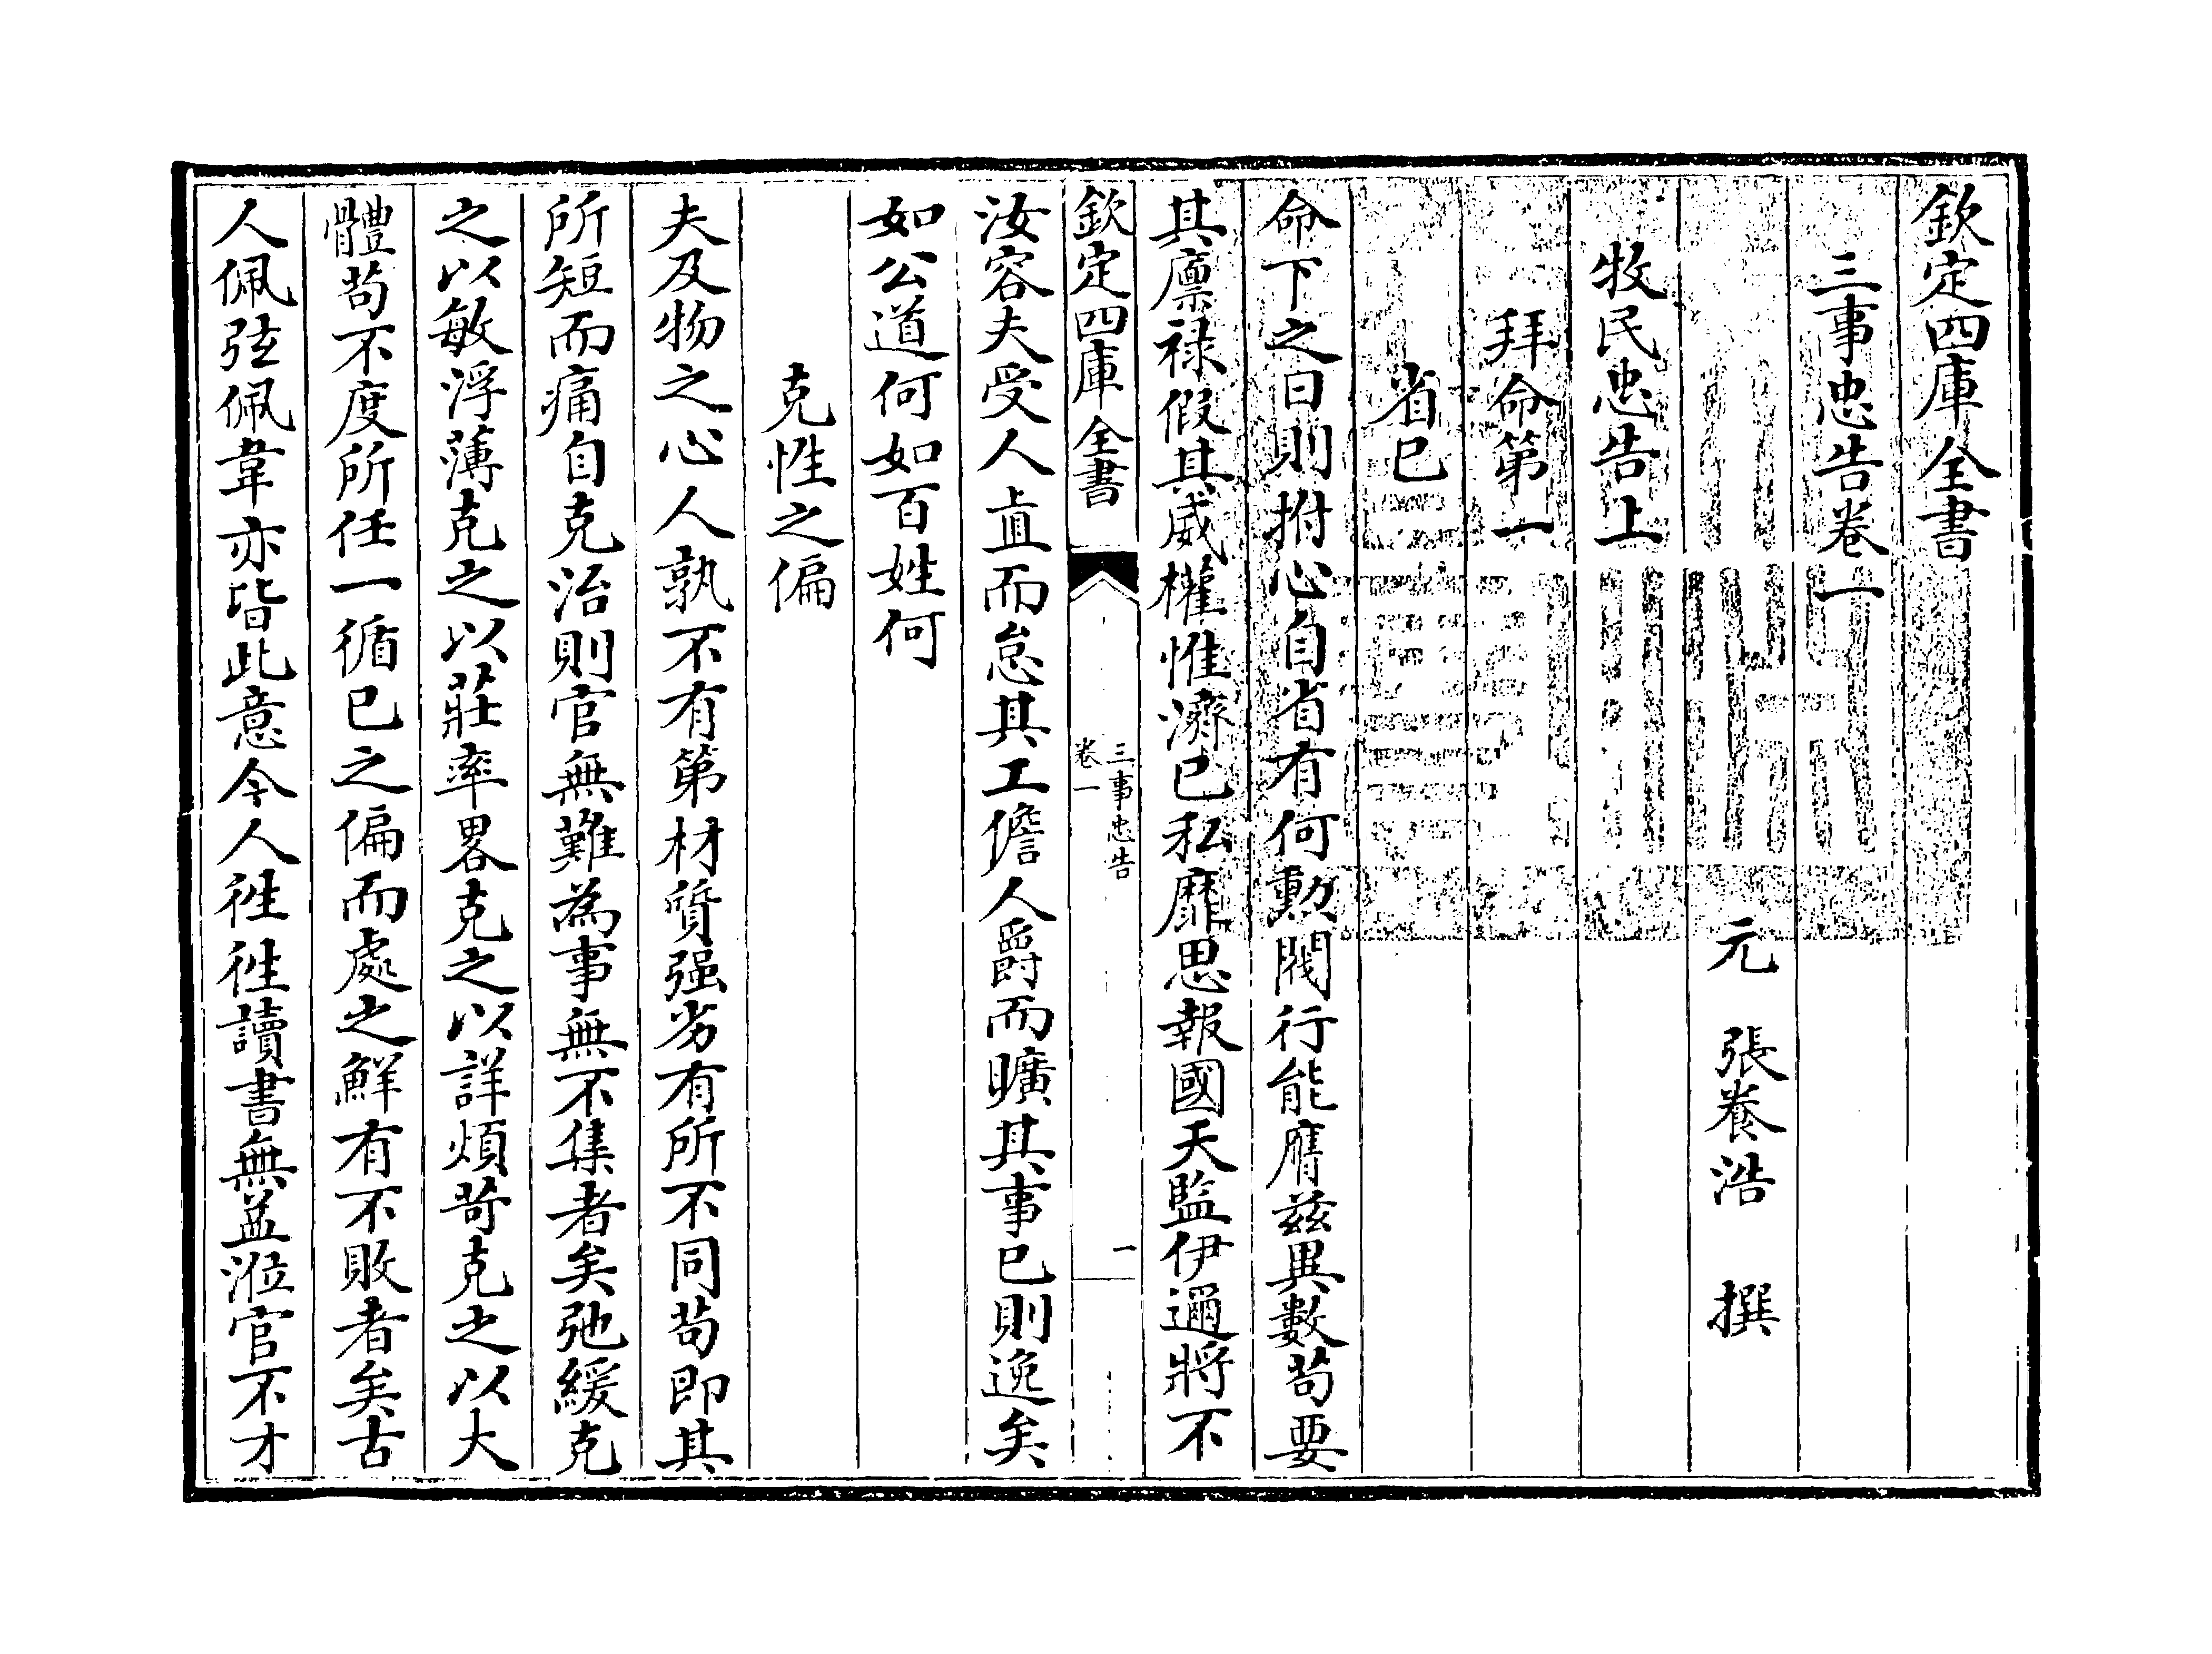 欽定四庫全書
三事忠告卷一
元　張養浩　撰
牧民忠告上
拜命第一
省已
命下之日則拊心自省有何勲閥行能膺兹異數苟要
其廪禄假其威權惟濟已私靡思報國天監伊邇將不
欽定四庫全書
三事忠告
卷一
一
汝容夫受人直而怠其工儋人爵而曠其事已則逸矣
如公道何如百姓何
克性之偏
夫及物之心人孰不有第材質强劣有所不同苟即其
所短而痛自克治則官無難為事無不集者矣弛緩克
之以敏浮薄克之以莊率畧克之以詳煩苛克之以大
體苟不度所任一循已之偏而處之鮮有不敗者矣古
人佩弦佩韋亦皆此意今人徃徃讀書無益涖官不才